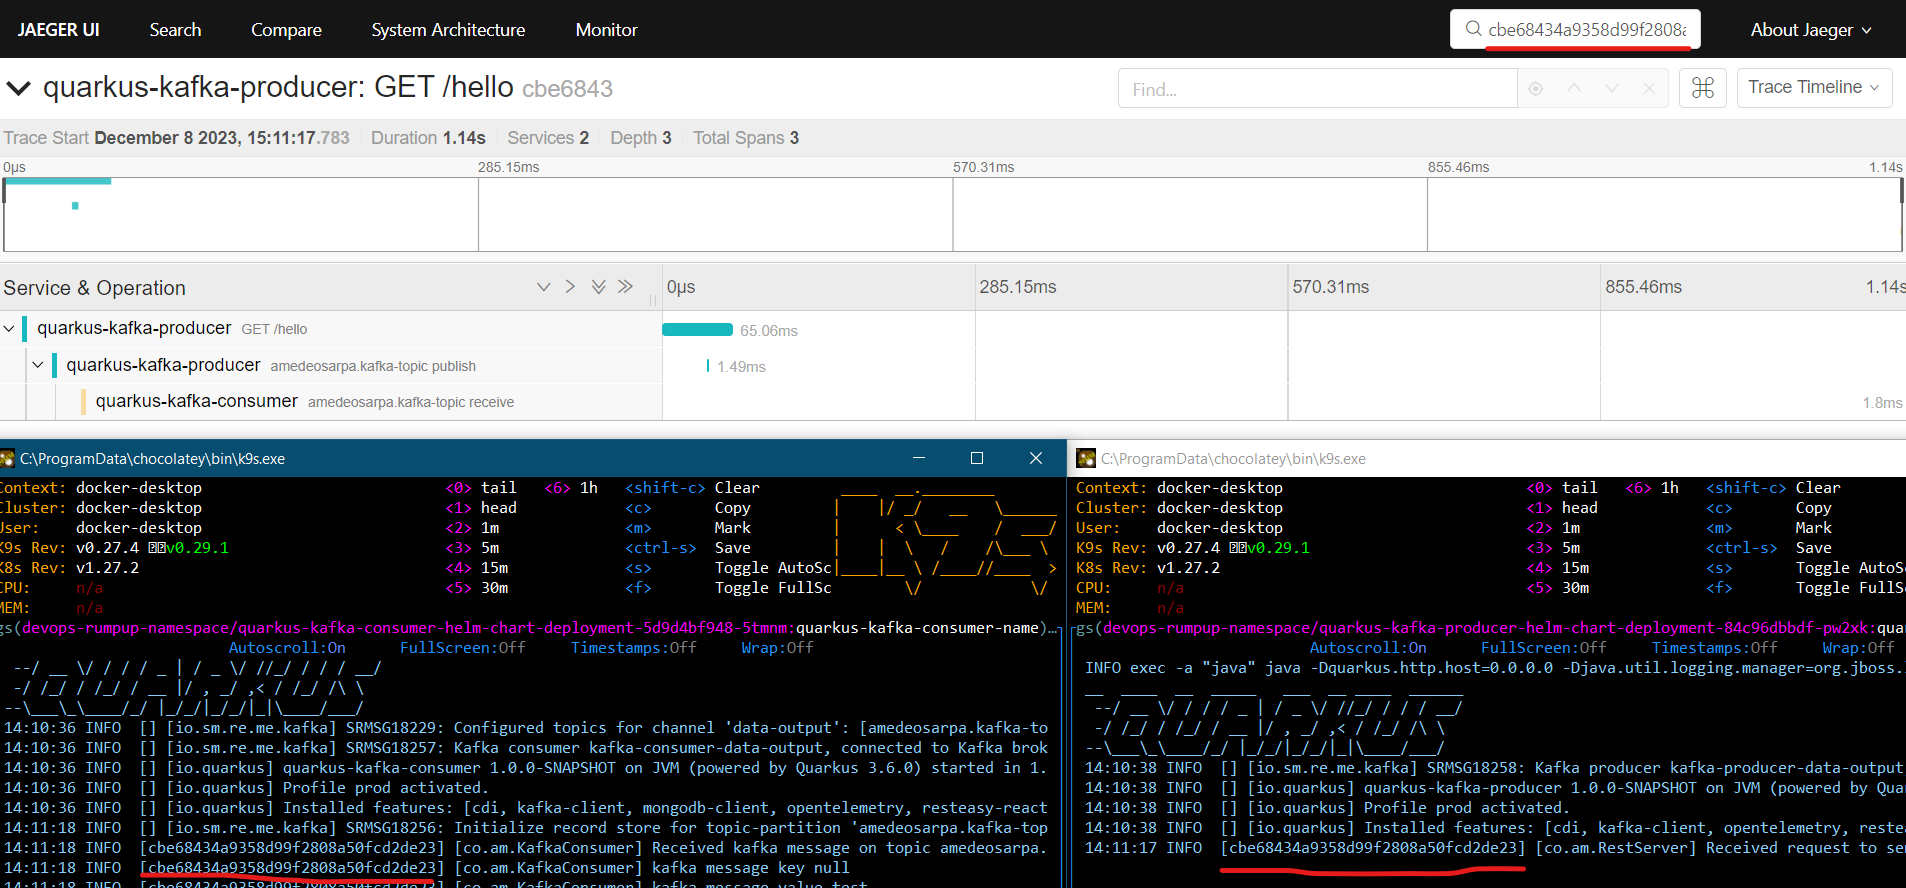 JAEGER UI Search Compare System Architecture Monitor cbe68434a9358d99f2808a About Jaeger
quarkus-kafka-producer: GET /hello cbe6843 Find... Trace Timeline
Trace Start December 8 2023, 15:11:17.783 Duration 1.14s Services 2 Depth 3 Total Spans 3
0μs 285.15ms 570.31ms 855.46ms 1.14s
Service & Operation 0μs 285.15ms 570.31ms 855.46ms 1.14s
quarkus-kafka-producer GET /hello 65.06ms
quarkus-kafka-producer amedeosarpa.kafka-topic publish 1.49ms
quarkus-kafka-consumer amedeosarpa.kafka-topic receive 1.8ms
C:\ProgramData\chocolatey\bin\k9s.exe
Context: docker-desktop <0> tail <6> 1h <shift-c> Clear
Cluster: docker-desktop <1> head <c> Copy
User: docker-desktop <2> 1m <m> Mark
K9s Rev: v0.27.4 v0.29.1 <3> 5m <ctrl-s> Save
K8s Rev: v1.27.2 <4> 15m <s> Toggle AutoSc
CPU: n/a <5> 30m <f> Toggle FullSc
MEM: n/a
gs(devops-rumpup-namespace/quarkus-kafka-consumer-helm-chart-deployment-5d9d4bf948-5tmnm:quarkus-kafka-consumer-name)…
Autoscroll:On FullScreen:Off Timestamps:Off Wrap:Off
14:10:36 INFO [] [io.sm.re.me.kafka] SRMSG18229: Configured topics for channel 'data-output': [amedeosarpa.kafka-to
14:10:36 INFO [] [io.sm.re.me.kafka] SRMSG18257: Kafka consumer kafka-consumer-data-output, connected to Kafka brok
14:10:36 INFO [] [io.quarkus] quarkus-kafka-consumer 1.0.0-SNAPSHOT on JVM (powered by Quarkus 3.6.0) started in 1.
14:10:36 INFO [] [io.quarkus] Profile prod activated.
14:10:36 INFO [] [io.quarkus] Installed features: [cdi, kafka-client, mongodb-client, opentelemetry, resteasy-react
14:11:18 INFO [] [io.sm.re.me.kafka] SRMSG18256: Initialize record store for topic-partition 'amedeosarpa.kafka-top
14:11:18 INFO [cbe68434a9358d99f2808a50fcd2de23] [co.am.KafkaConsumer] Received kafka message on topic amedeosarpa.
14:11:18 INFO [cbe68434a9358d99f2808a50fcd2de23] [co.am.KafkaConsumer] kafka message key null
14:11:18 INFO [cbe68434a9358d99f2808a50fcd2de23] [co.am.KafkaConsumer] kafka message value test
C:\ProgramData\chocolatey\bin\k9s.exe
Context: docker-desktop <0> tail <6> 1h <shift-c> Clear
Cluster: docker-desktop <1> head <c> Copy
User: docker-desktop <2> 1m <m> Mark
K9s Rev: v0.27.4 v0.29.1 <3> 5m <ctrl-s> Save
K8s Rev: v1.27.2 <4> 15m <s> Toggle AutoSc
CPU: n/a <5> 30m <f> Toggle FullSc
MEM: n/a
gs(devops-rumpup-namespace/quarkus-kafka-producer-helm-chart-deployment-84c96dbbdf-pw2xk:quar
Autoscroll:On FullScreen:Off Timestamps:Off Wrap:Off
INFO exec -a "java" java -Dquarkus.http.host=0.0.0.0 -Djava.util.logging.manager=org.jboss.
14:10:38 INFO [] [io.sm.re.me.kafka] SRMSG18258: Kafka producer kafka-producer-data-output
14:10:38 INFO [] [io.quarkus] quarkus-kafka-producer 1.0.0-SNAPSHOT on JVM (powered by Quar
14:10:38 INFO [] [io.quarkus] Profile prod activated.
14:10:38 INFO [] [io.quarkus] Installed features: [cdi, kafka-client, opentelemetry, restea
14:11:17 INFO [cbe68434a9358d99f2808a50fcd2de23] [co.am.RestServer] Received request to se